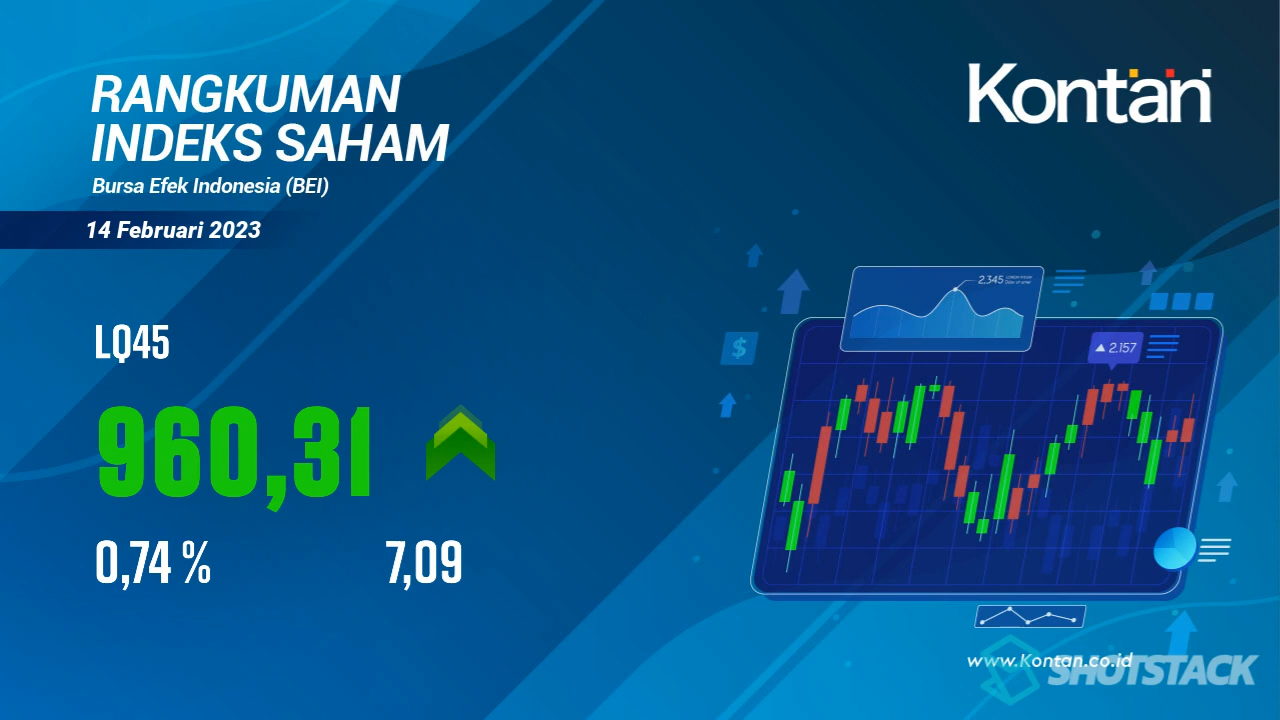 RANGKUMAN
INDEKS SAHAM
Bursa Efek Indonesia (BEI)
14 Februari 2023
Kontan
LQ45
960,31
0,74 %
7,09
2.345
$
2.157
www.Kontan.co.id
SHOTSTACK